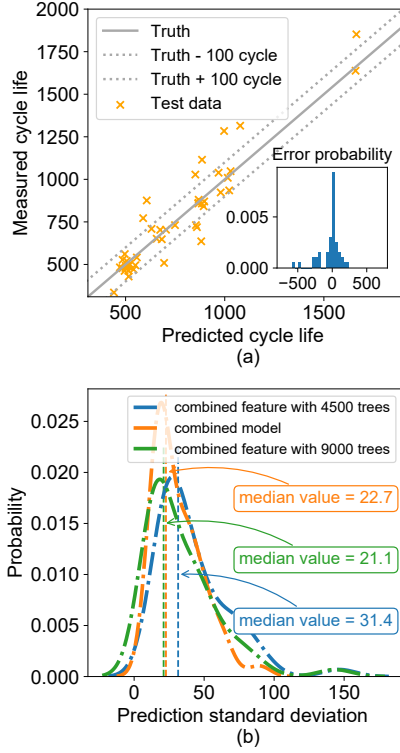 2000
1750
1500
1250
1000
750
500
Measured cycle life
Truth
Truth - 100 cycle
Truth + 100 cycle
Test data
Error probability
0.005
0.000
−500 0 500
500 1000 1500
Predicted cycle life
(a)
0.025
0.020
0.015
0.010
0.005
0.000
Probability
combined feature with 4500 trees
combined model
combined feature with 9000 trees
median value = 22.7
median value = 21.1
median value = 31.4
0 50 100 150
Prediction standard deviation
(b)